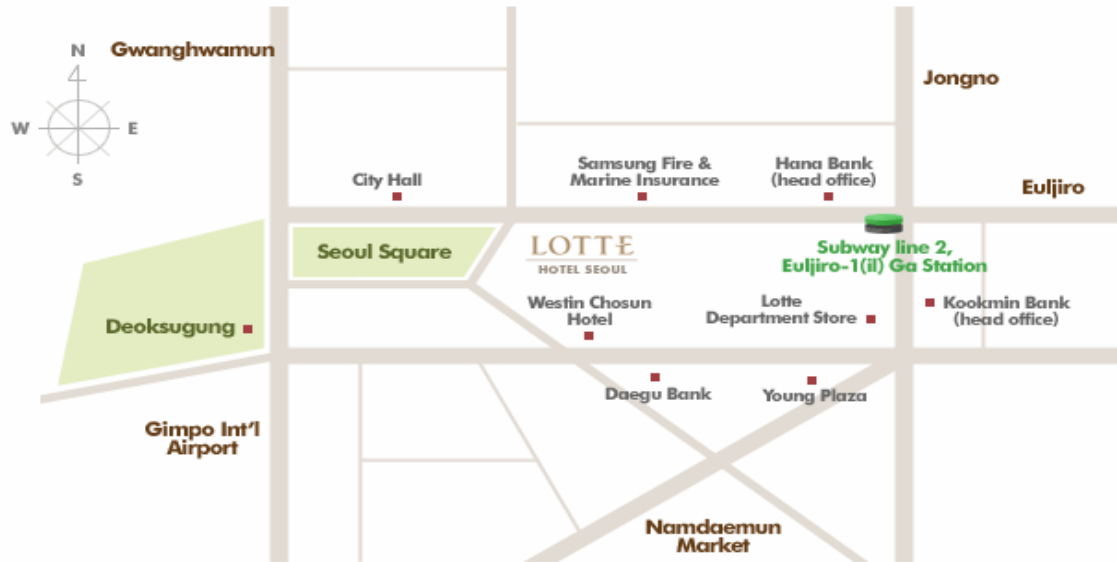 N
Gwanghwamun
W
E
S
Jongno
City Hall
Samsung Fire &
Marine Insurance
Hana Bank
(head office)
Euljiro
Seoul Square
LOTTE
HOTEL SEOUL
Subway line 2,
Euljiro-1(il) Ga Station
Deoksugung
Westin Chosun
Hotel
Lotte
Department Store
Kookmin Bank
(head office)
Daegu Bank
Young Plaza
Gimpo Int'l
Airport
Namdaemun
Market